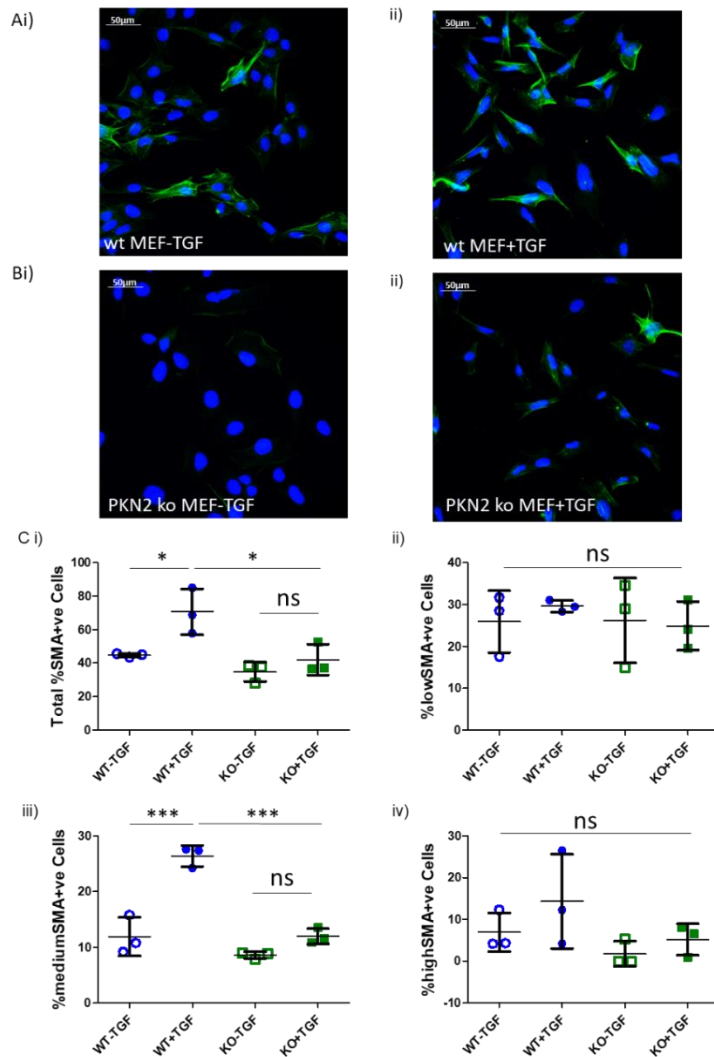 Ai)
50µm
wt MEF-TGF
ii)
50µm
wt MEF+TGF
Bi)
50µm
PKN2 ko MEF-TGF
ii)
50µm
PKN2 ko MEF+TGF
C i)
Total %SMA+ve Cells
100
80
60
40
20
0
*
*
ns
WT-TGF
WT+TGF
KO-TGF
KO+TGF
ii)
%lowSMA+ve Cells
40
30
20
10
0
ns
WT-TGF
WT+TGF
KO-TGF
KO+TGF
iii)
%mediumSMA+ve Cells
30
20
10
0
***
***
ns
WT-TGF
WT+TGF
KO-TGF
KO+TGF
iv)
%highSMA+ve Cells
30
20
10
0
-10
ns
WT-TGF
WT+TGF
KO-TGF
KO+TGF